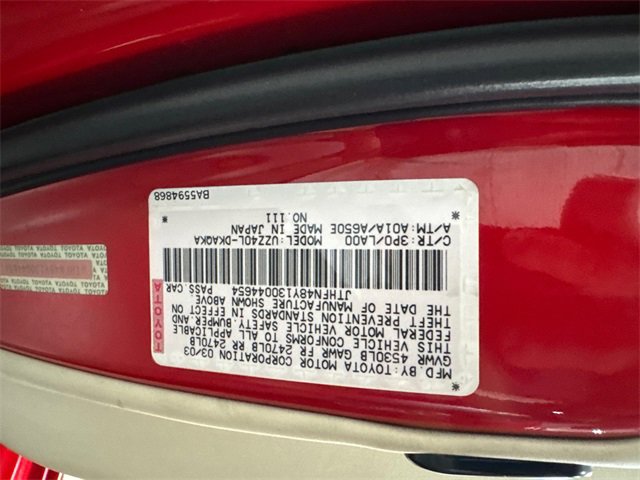 MFD. BY: TOYOTA MOTOR CORPORATION 03/03
GVWR 4530LB GAWR FR 2470LB RR 2470LB
THIS VEHICLE CONFORMS TO ALL APPLICABLE
FEDERAL MOTOR VEHICLE SAFETY, BUMPER, AND
THEFT PREVENTION STANDARDS IN EFFECT ON
THE DATE OF MANUFACTURE SHOWN ABOVE.
JTHFN48Y130044654 PASS. CAR
TOYOTA
C/TR: 3P0/LA00 MODEL: UZZ40L-DKAQKA
A/TM: A01A/A650E MADE IN JAPAN
NO. 111
BA5594868